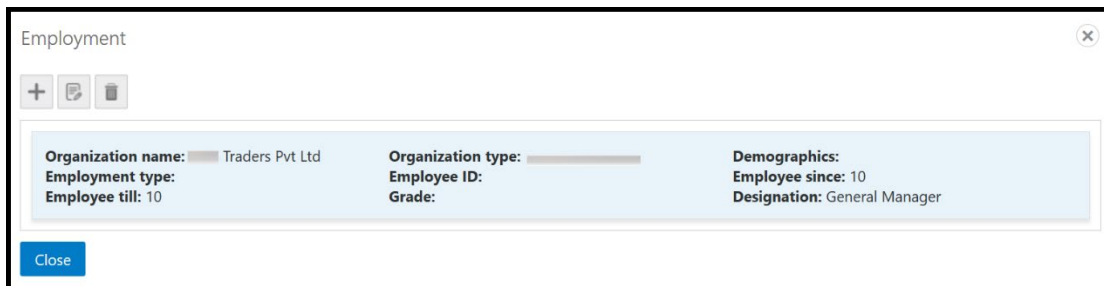 Employment
Organization name: Traders Pvt Ltd Organization type: Demographics:
Employment type: Employee ID: Employee since: 10
Employee till: 10 Grade: Designation: General Manager
Close